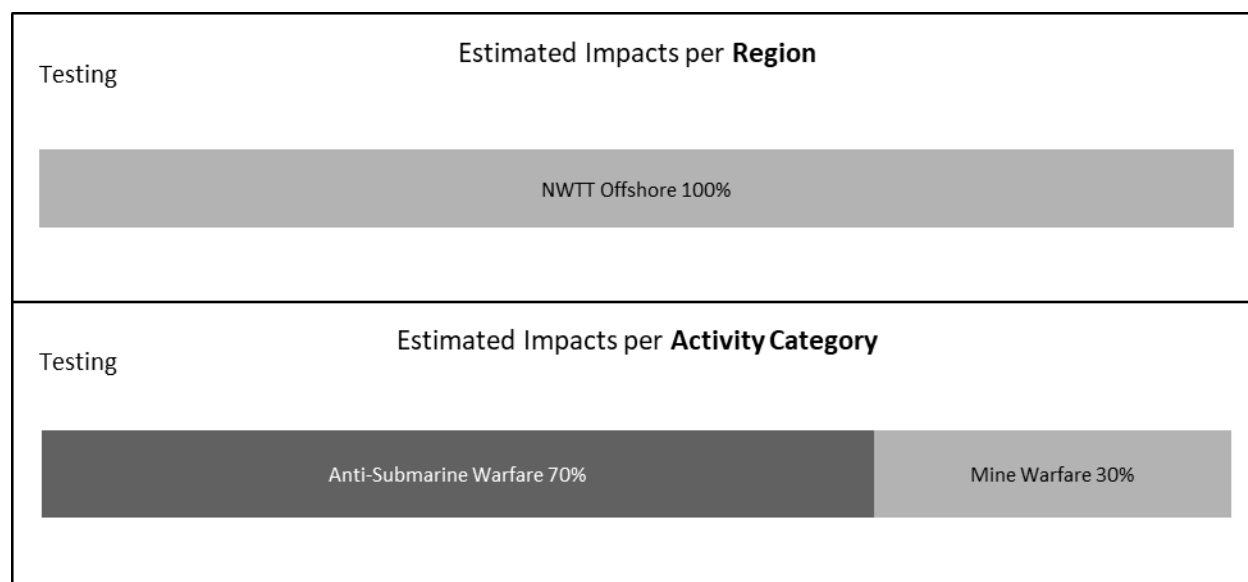 Estimated Impacts per Region
Testing
NWTT Offshore 100%
Estimated Impacts per Activity Category
Testing
Anti-Submarine Warfare 70%
Mine Warfare 30%